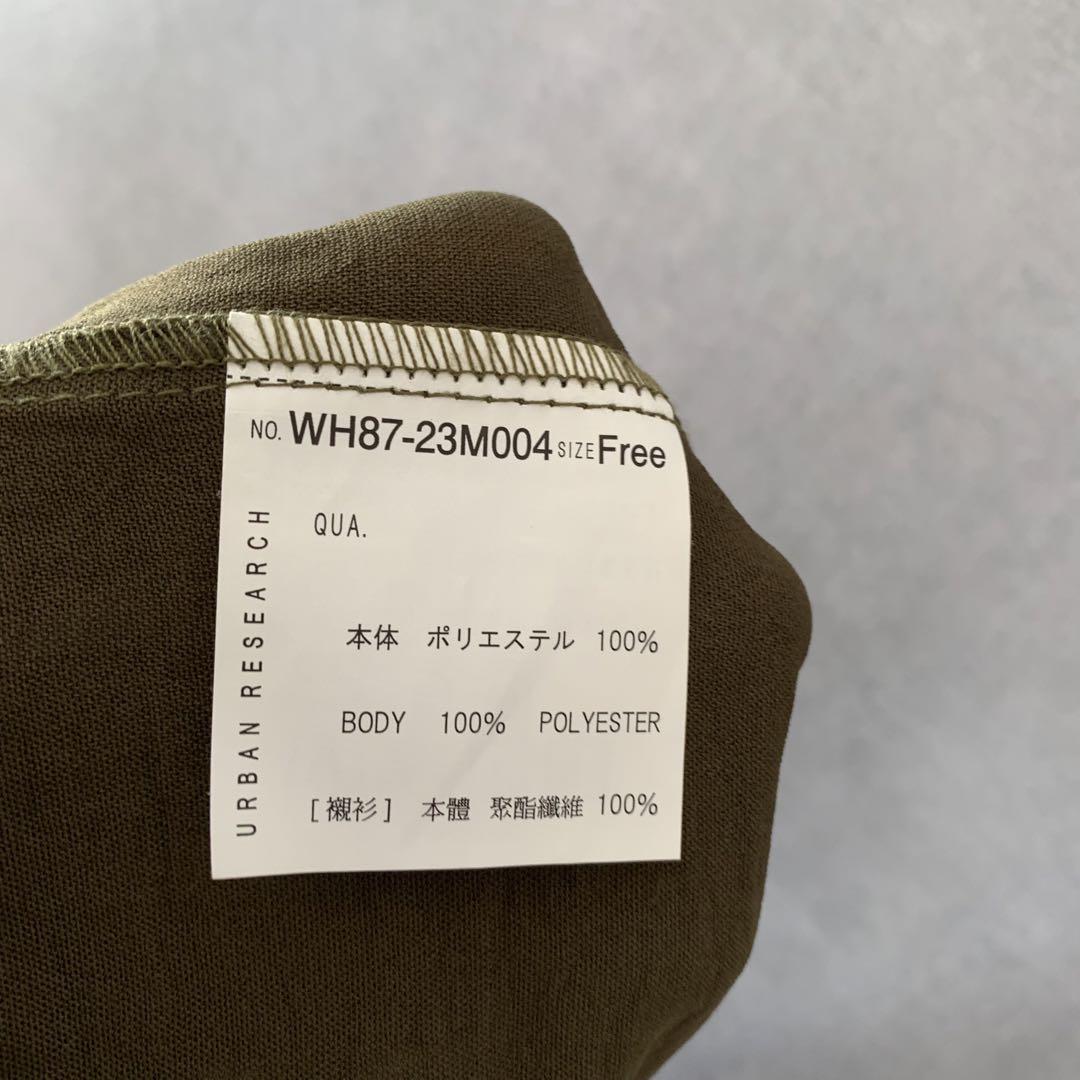 NO. WH87-23M004 SIZE Free
QUA.
本体 ポリエステル 100%
BODY 100% POLYESTER
[襯衫] 本體 聚酯纖維 100%
URBAN RESEARCH